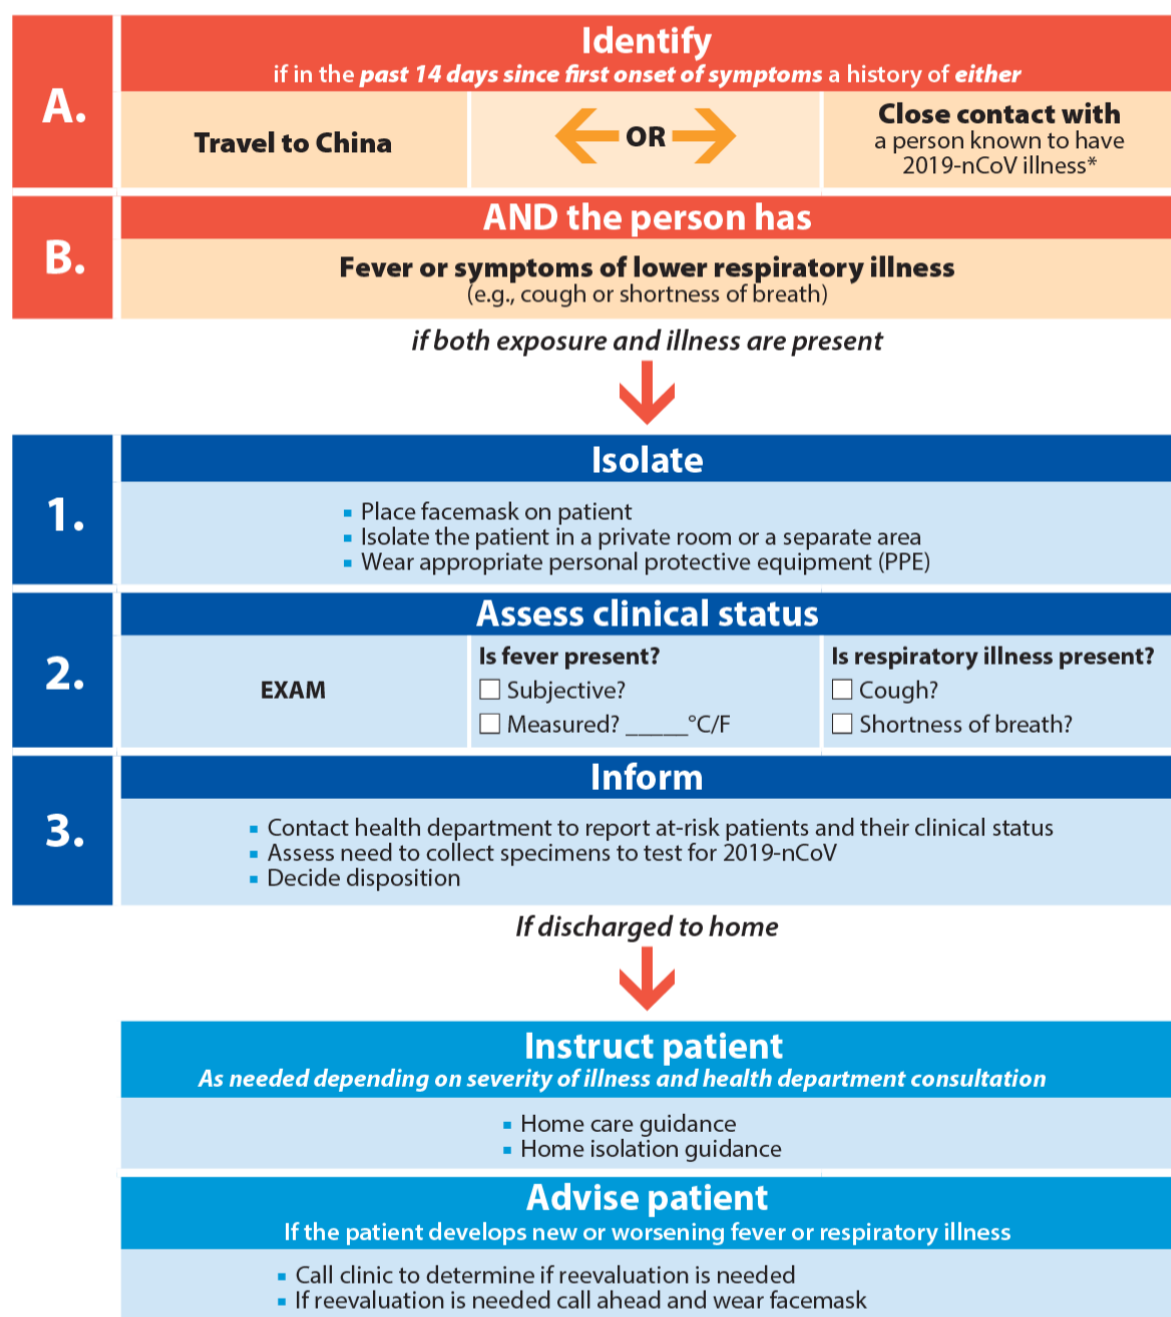 A.
Identify
if in the past 14 days since first onset of symptoms a history of either
Travel to China
OR
Close contact with
a person known to have
2019-nCoV illness*
B.
AND the person has
Fever or symptoms of lower respiratory illness
(e.g., cough or shortness of breath)
if both exposure and illness are present
1.
Isolate
▪ Place facemask on patient
▪ Isolate the patient in a private room or a separate area
▪ Wear appropriate personal protective equipment (PPE)
2.
Assess clinical status
EXAM
Is fever present?
☐ Subjective?
☐ Measured? _____°C/F
Is respiratory illness present?
☐ Cough?
☐ Shortness of breath?
3.
Inform
▪ Contact health department to report at-risk patients and their clinical status
▪ Assess need to collect specimens to test for 2019-nCoV
▪ Decide disposition
If discharged to home
Instruct patient
As needed depending on severity of illness and health department consultation
▪ Home care guidance
▪ Home isolation guidance
Advise patient
If the patient develops new or worsening fever or respiratory illness
▪ Call clinic to determine if reevaluation is needed
▪ If reevaluation is needed call ahead and wear facemask